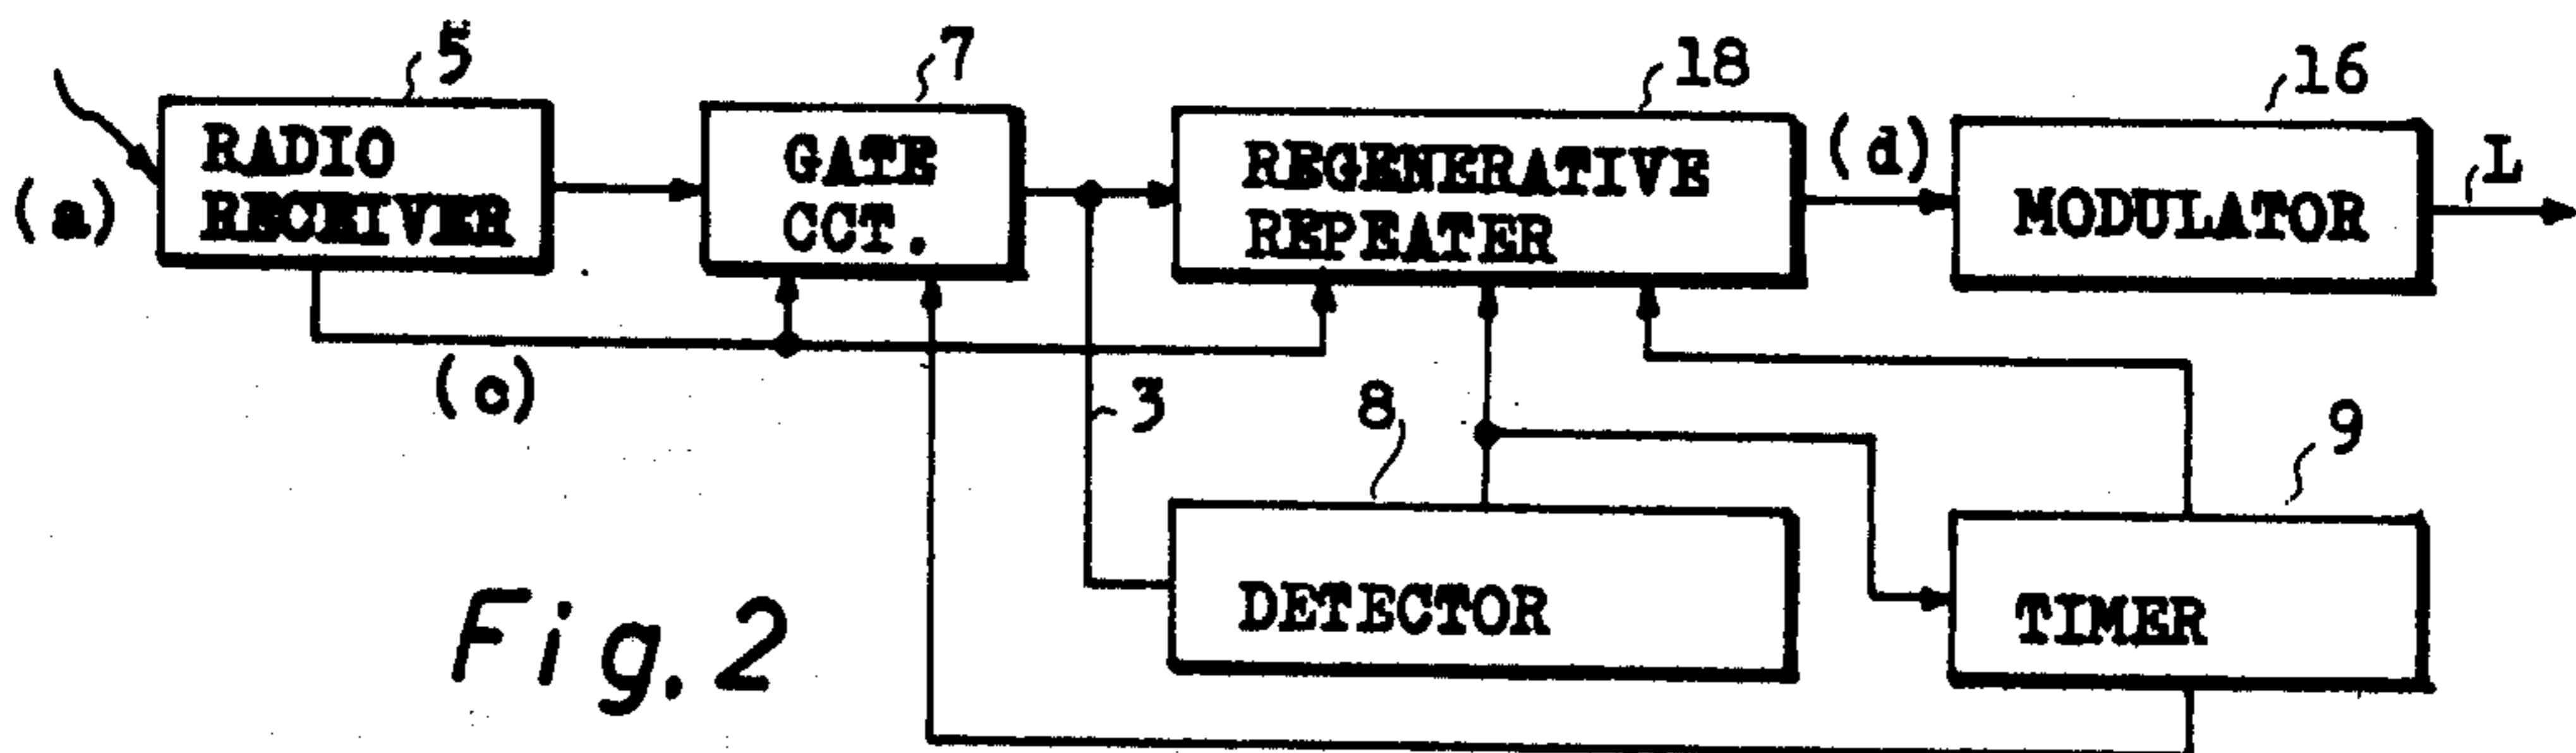 5
7
18
16
(a)
RADIO
RECEIVER
GATE
CCT.
REGENERATIVE
REPEATER
(d)
MODULATOR
L
(c)
3
8
9
DETECTOR
TIMER
Fig. 2